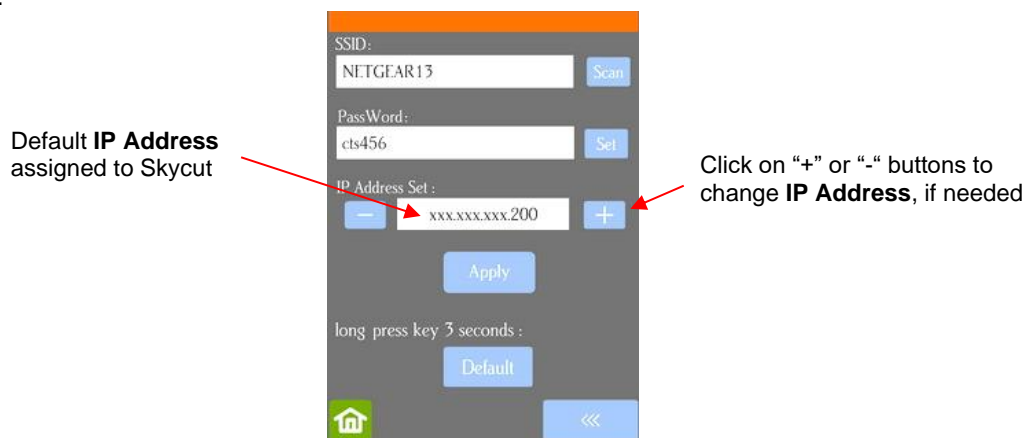 .
SSID:
NETGEAR13
Scan
PassWord:
cts456
Set
Default IP Address
assigned to Skycut
IP Address Set :
−
xxx.xxx.xxx.200
+
Click on “+” or “-“ buttons to
change IP Address, if needed
Apply
long press key 3 seconds :
Default
<<<